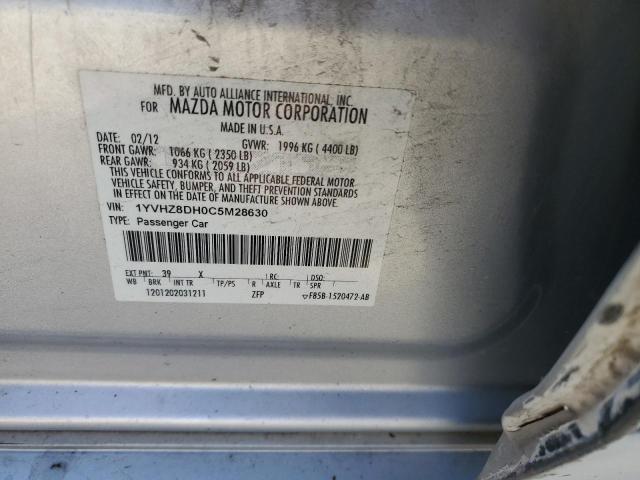 MFD. BY AUTO ALLIANCE INTERNATIONAL, INC.
FOR MAZDA MOTOR CORPORATION
MADE IN U.S.A.
02/12 GVWR: 1996 KG ( 4400 LB)
FRONT GAWR: 1066 KG ( 2350 LB)
REAR GAWR: 934 KG ( 2059 LB)
THIS VEHICLE CONFORMS TO ALL APPLICABLE FEDERAL MOTOR
VEHICLE SAFETY, BUMPER, AND THEFT PREVENTION STANDARDS
IN EFFECT ON THE DATE OF MANUFACTURE SHOWN ABOVE.
VIN: 1YVHZ8DH0C5M28630
TYPE: Passenger Car
EXT PNT: 39 X RC: DSO:
WB BRK INT TR TP/PS R AXLE TR SPR
1201202031211 ZFP F85B-1520472-AB